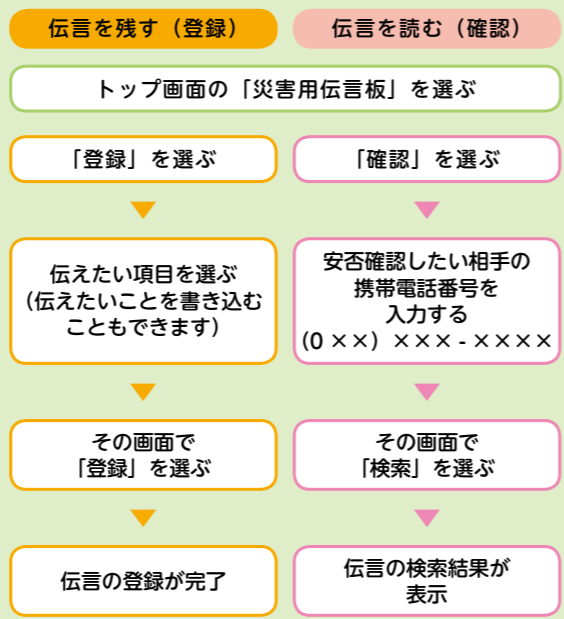 伝言を残す（登録）
伝言を読む（確認）
トップ画面の「災害用伝言板」を選ぶ
「登録」を選ぶ
伝えたい項目を選ぶ
（伝えたいことを書き込む
こともできます）
その画面で
「登録」を選ぶ
伝言の登録が完了
「確認」を選ぶ
安否確認したい相手の
携帯電話番号を
入力する
（0 ××）××× - ××××
その画面で
「検索」を選ぶ
伝言の検索結果が
表示